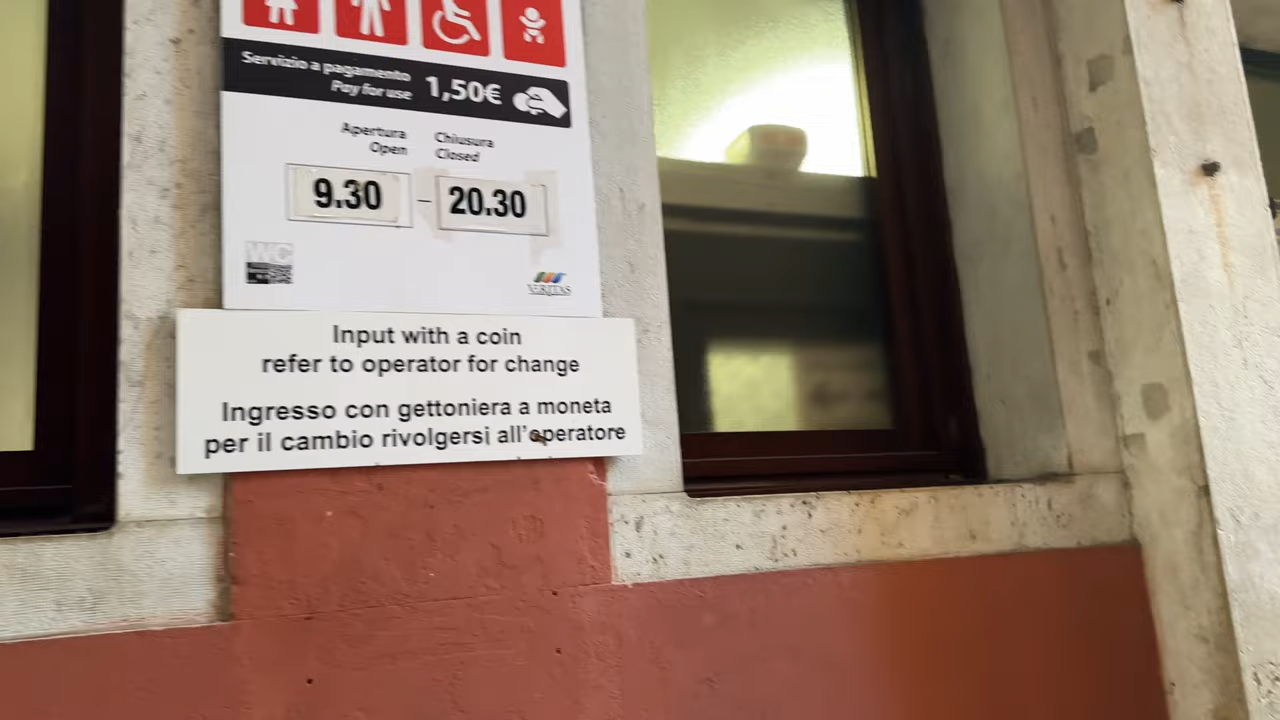 Servizio a pagamento
Pay for use
1,50€
Apertura
Open
Chiusura
Closed
9.30 – 20.30
WC
VERITAS
Input with a coin
refer to operator for change
Ingresso con gettoniera a moneta
per il cambio rivolgersi all'operatore